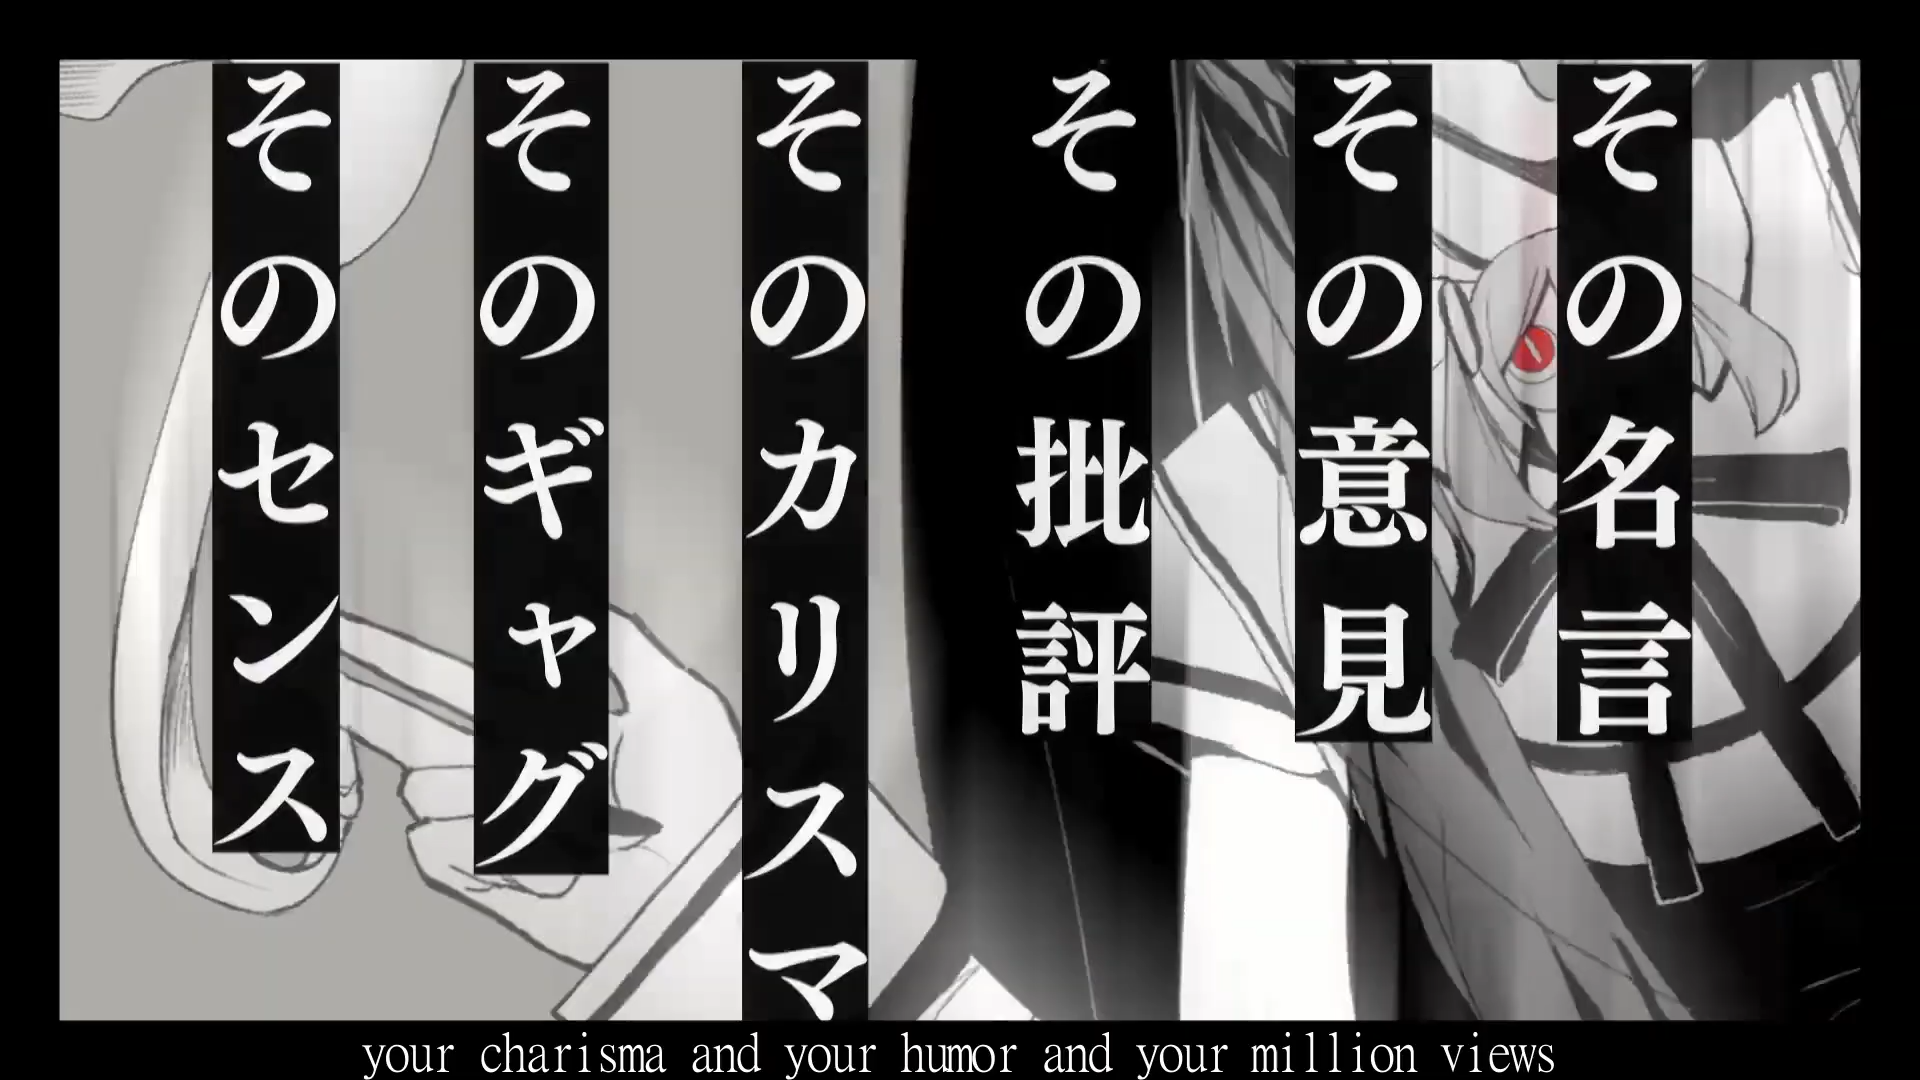 その名言
その意見
その批評
そのカリスマ
そのギャグ
そのセンス
your charisma and your humor and your million views